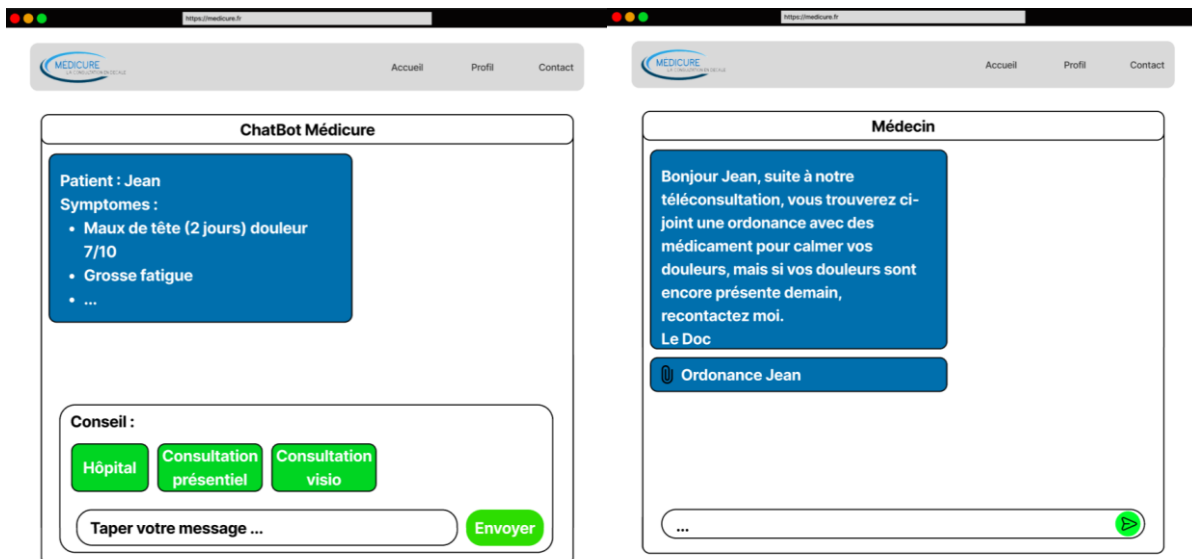 https://medicure.fr
MEDICURE
Accueil Profil Contact
ChatBot Médicure
Patient : Jean
Symptomes :
• Maux de tête (2 jours) douleur
7/10
• Grosse fatigue
• ...
Conseil :
Hôpital
Consultation
présentiel
Consultation
visio
Taper votre message ...
Envoyer
https://medicure.fr
MEDICURE
Accueil Profil Contact
Médecin
Bonjour Jean, suite à notre
téléconsultation, vous trouverez ci-
joint une ordonance avec des
médicament pour calmer vos
douleurs, mais si vos douleurs sont
encore présente demain,
recontactez moi.
Le Doc
Ordonance Jean
...